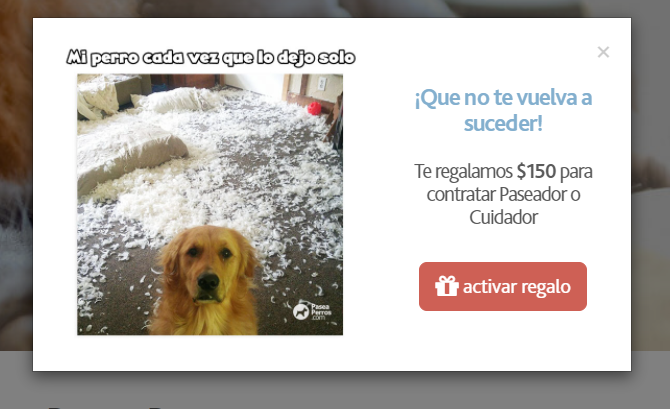 Mi perro cada vez que lo dejo solo
¡Que no te vuelva a
suceder!
Te regalamos $150 para
contratar Paseador o
Cuidador
activar regalo
Pasea
Perros
.com